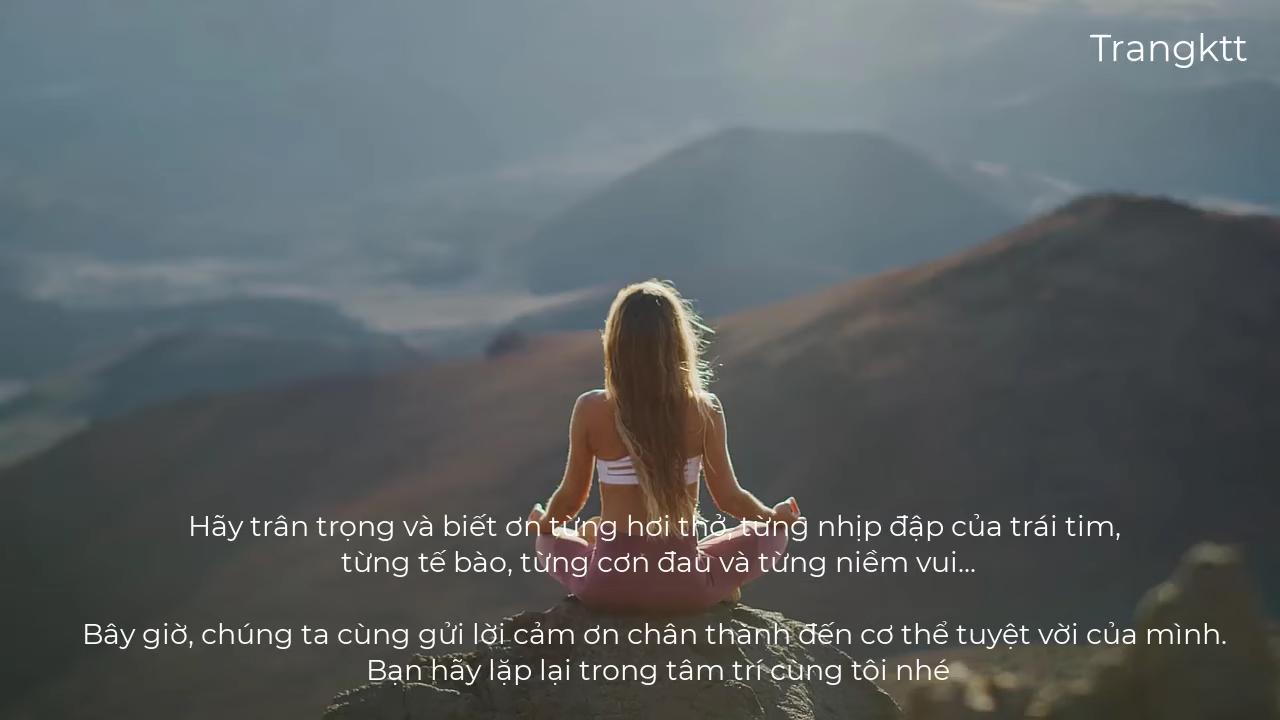 Trangktt
Hãy trân trọng và biết ơn từng hơi thở, từng nhịp đập của trái tim,
từng tế bào, từng cơn đau và từng niềm vui...
Bây giờ, chúng ta cùng gửi lời cảm ơn chân thành đến cơ thể tuyệt vời của mình.
Bạn hãy lặp lại trong tâm trí cùng tôi nhé